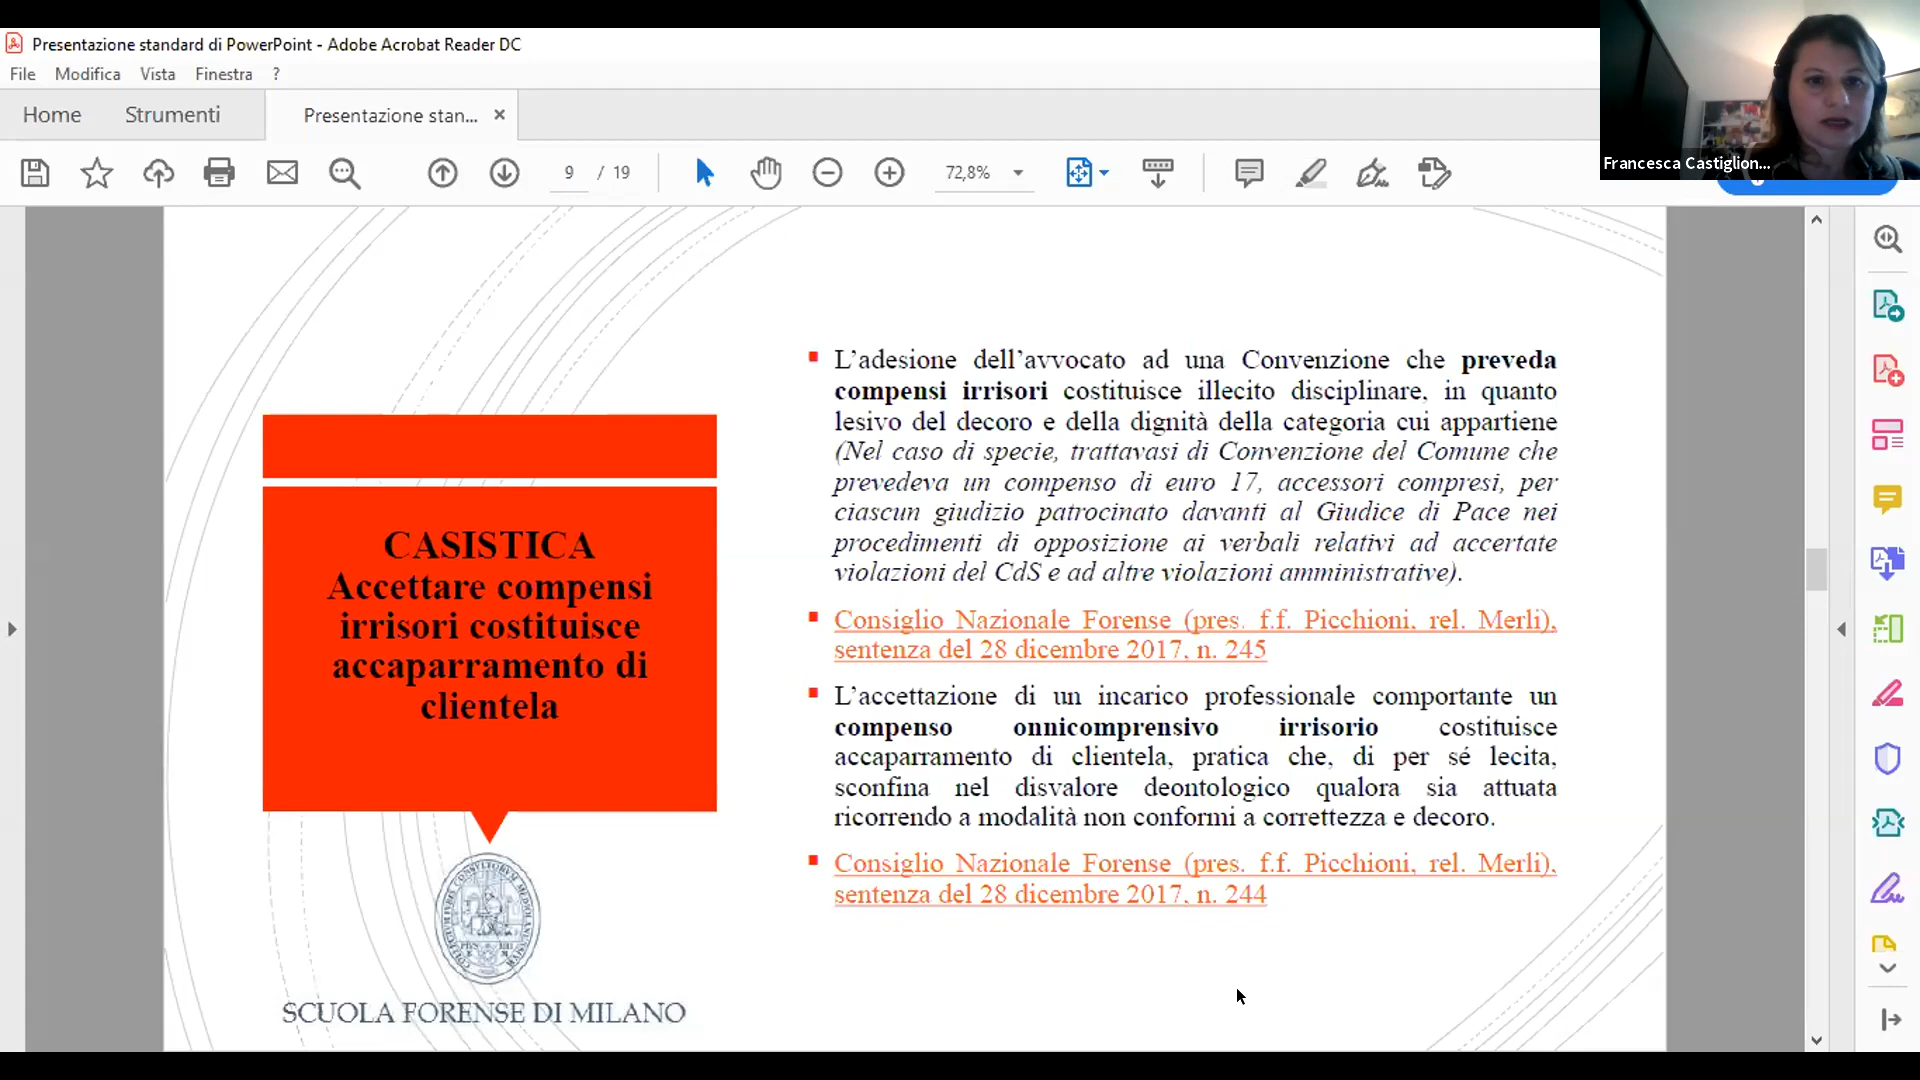 Presentazione standard di PowerPoint - Adobe Acrobat Reader DC
File Modifica Vista Finestra ?
Home Strumenti Presentazione stan... ×
9 / 19 72,8%
Francesca Castiglion...
CASISTICA
Accettare compensi
irrisori costituisce
accaparramento di
clientela
SCUOLA FORENSE DI MILANO
L’adesione dell’avvocato ad una Convenzione che preveda
compensi irrisori costituisce illecito disciplinare, in quanto
lesivo del decoro e della dignità della categoria cui appartiene
(Nel caso di specie, trattavasi di Convenzione del Comune che
prevedeva un compenso di euro 17, accessori compresi, per
ciascun giudizio patrocinato davanti al Giudice di Pace nei
procedimenti di opposizione ai verbali relativi ad accertate
violazioni del CdS e ad altre violazioni amministrative).
Consiglio Nazionale Forense (pres. f.f. Picchioni, rel. Merli),
sentenza del 28 dicembre 2017, n. 245
L’accettazione di un incarico professionale comportante un
compenso onnicomprensivo irrisorio costituisce
accaparramento di clientela, pratica che, di per sé lecita,
sconfina nel disvalore deontologico qualora sia attuata
ricorrendo a modalità non conformi a correttezza e decoro.
Consiglio Nazionale Forense (pres. f.f. Picchioni, rel. Merli),
sentenza del 28 dicembre 2017, n. 244